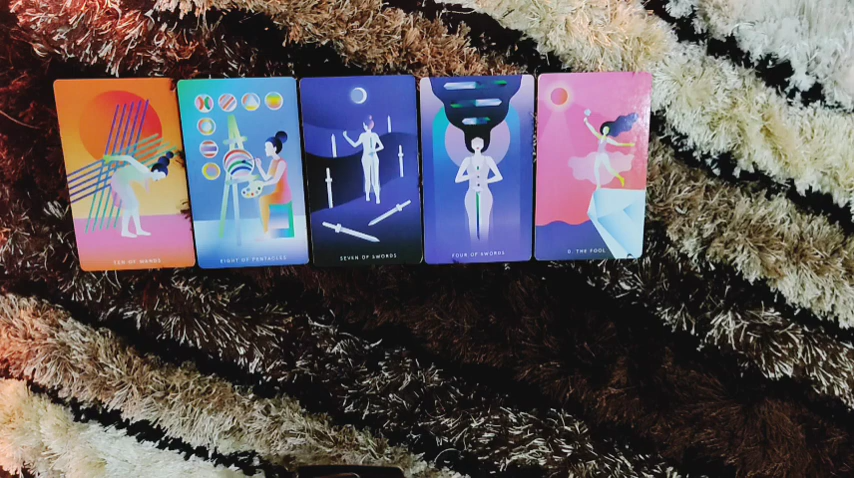 TEN OF WANDS
EIGHT OF PENTACLES
SEVEN OF SWORDS
FOUR OF SWORDS
0. THE FOOL